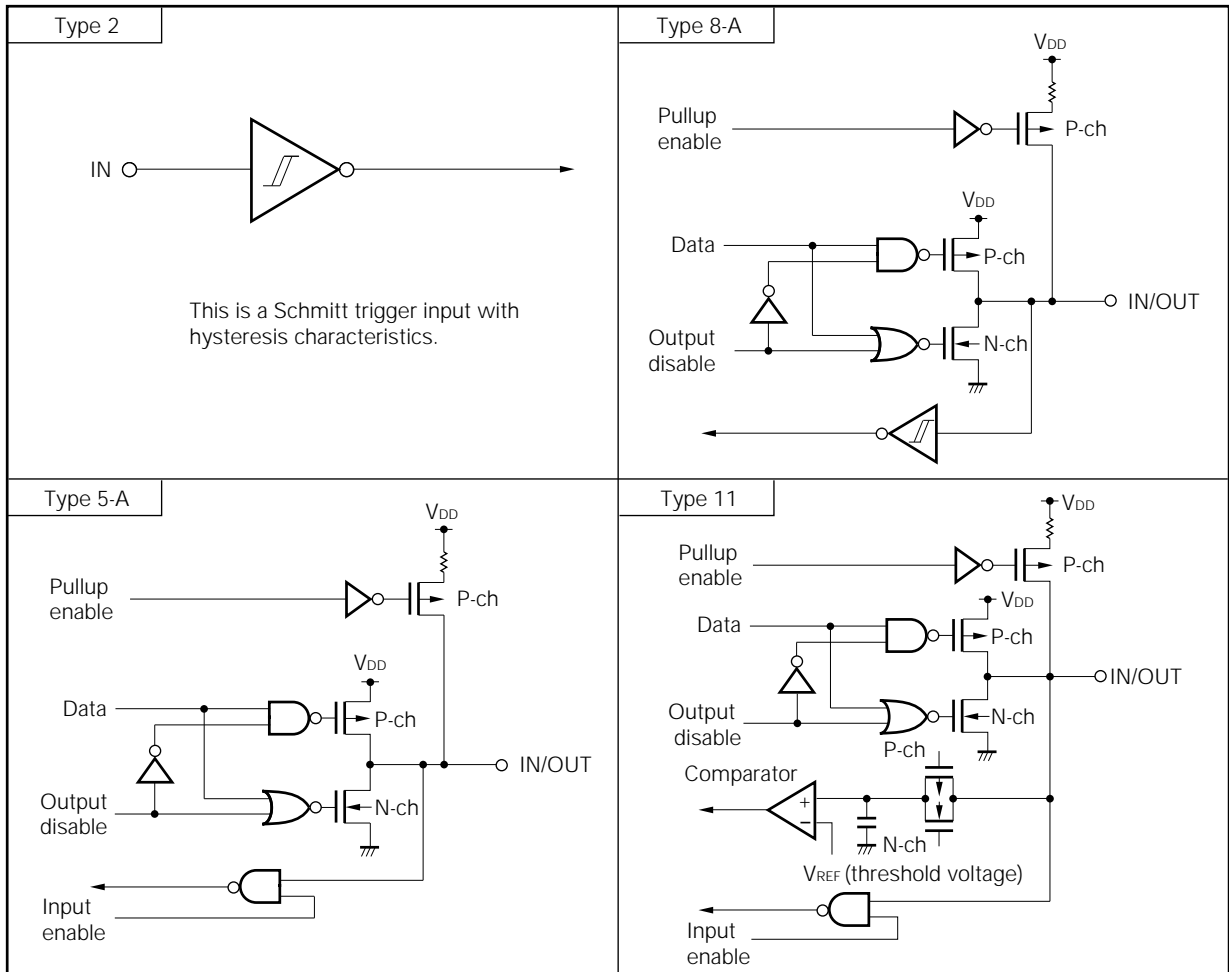 Type 2
IN
This is a Schmitt trigger input with
hysteresis characteristics.
Type 8-A
VDD
Pullup
enable
P-ch
VDD
Data
P-ch
IN/OUT
Output
disable
N-ch
Type 5-A
VDD
Pullup
enable
P-ch
VDD
Data
P-ch
IN/OUT
Output
disable
N-ch
Input
enable
Type 11
VDD
Pullup
enable
P-ch
VDD
Data
P-ch
IN/OUT
Output
disable
N-ch
P-ch
Comparator
+
−
N-ch
VREF (threshold voltage)
Input
enable